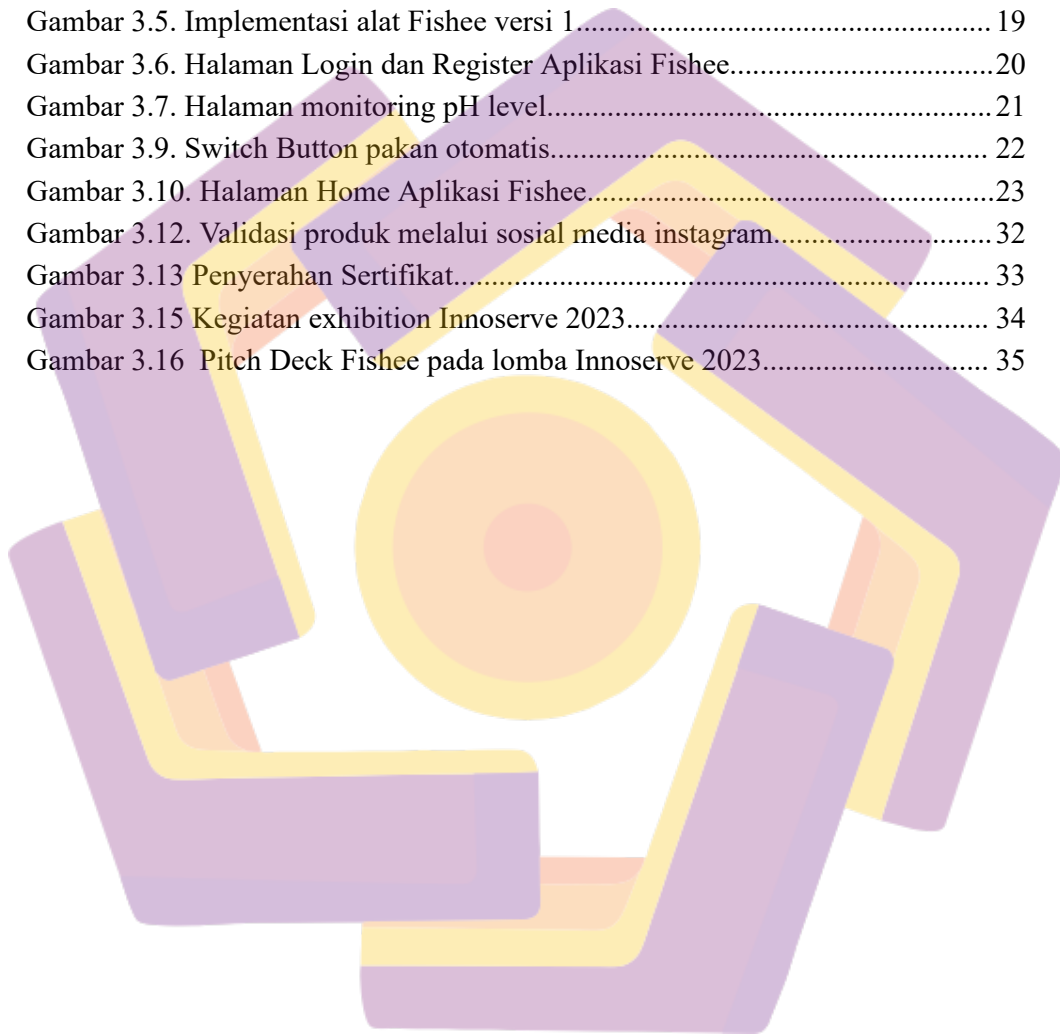 Gambar 3.5. Implementasi alat Fishee versi 1.................................................... 19
Gambar 3.6. Halaman Login dan Register Aplikasi Fishee.................................20
Gambar 3.7. Halaman monitoring pH level........................................................ 21
Gambar 3.9. Switch Button pakan otomatis....................................................... 22
Gambar 3.10. Halaman Home Aplikasi Fishee...................................................23
Gambar 3.12. Validasi produk melalui sosial media instagram........................... 32
Gambar 3.13 Penyerahan Sertifikat................................................................... 33
Gambar 3.15 Kegiatan exhibition Innoserve 2023.............................................. 34
Gambar 3.16 Pitch Deck Fishee pada lomba Innoserve 2023............................ 35